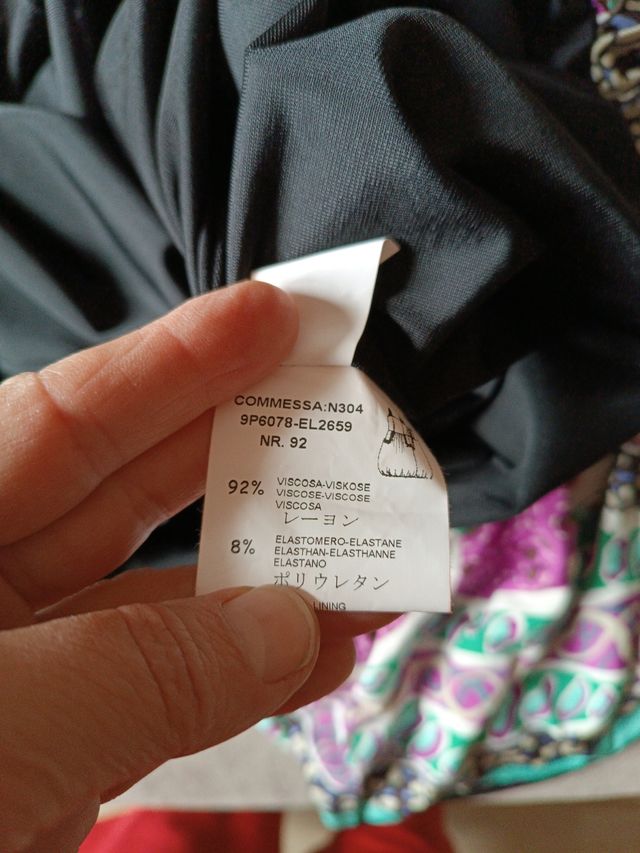 COMMESSA:N304
9P6078-EL2659
NR. 92
92% VISCOSA-VISKOSE
VISCOSE-VISCOSE
VISCOSA
レーヨン
8% ELASTOMERO-ELASTANE
ELASTHAN-ELASTHANNE
ELASTANO
ポリウレタン
LINING